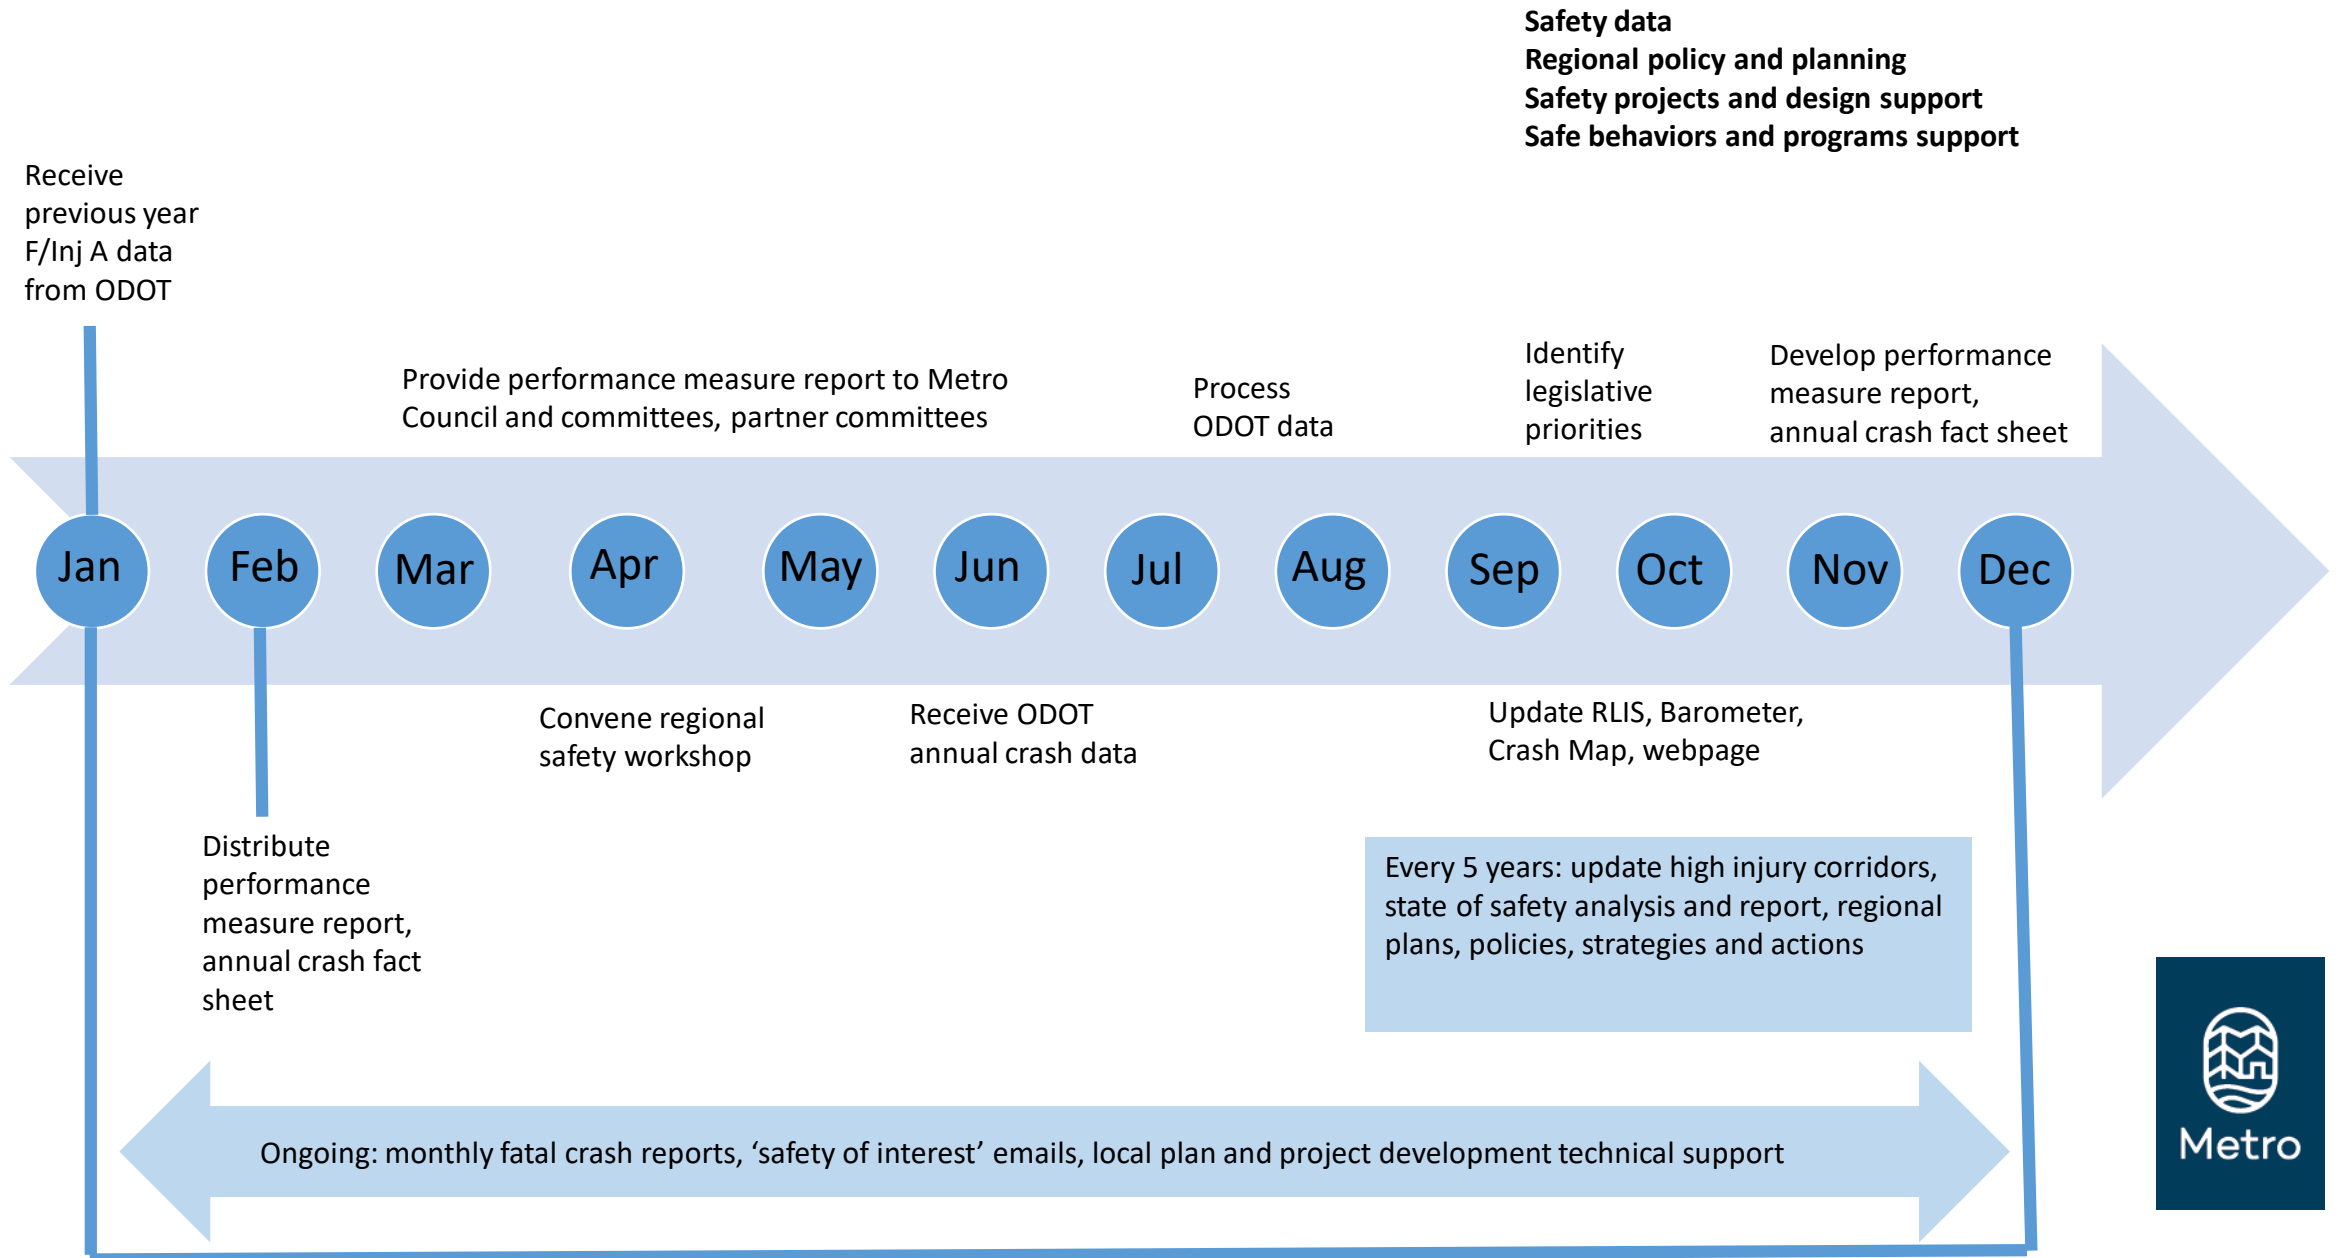 Safety data
Regional policy and planning
Safety projects and design support
Safe behaviors and programs support
Receive
previous year
F/Inj A data
from ODOT
Provide performance measure report to Metro
Council and committees, partner committees
Process
ODOT data
Identify
legislative
priorities
Develop performance
measure report,
annual crash fact sheet
Jan
Feb
Mar
Apr
May
Jun
Jul
Aug
Sep
Oct
Nov
Dec
Convene regional
safety workshop
Receive ODOT
annual crash data
Update RLIS, Barometer,
Crash Map, webpage
Distribute
performance
measure report,
annual crash fact
sheet
Every 5 years: update high injury corridors,
state of safety analysis and report, regional
plans, policies, strategies and actions
Ongoing: monthly fatal crash reports, ‘safety of interest’ emails, local plan and project development technical support
Metro